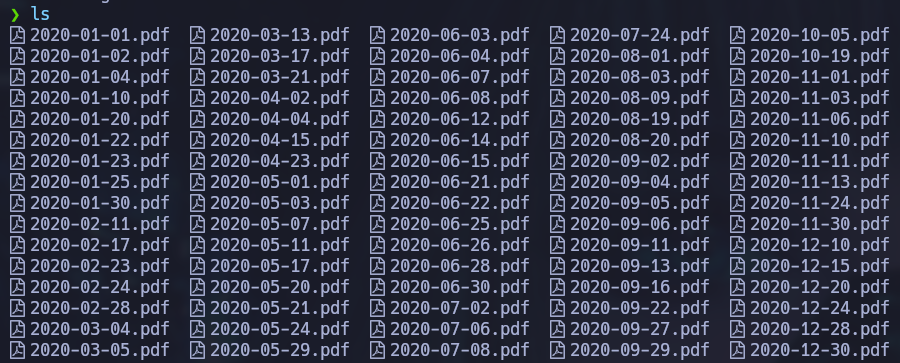 ❯ ls
2020-01-01.pdf 2020-03-13.pdf 2020-06-03.pdf 2020-07-24.pdf 2020-10-05.pdf
2020-01-02.pdf 2020-03-17.pdf 2020-06-04.pdf 2020-08-01.pdf 2020-10-19.pdf
2020-01-04.pdf 2020-03-21.pdf 2020-06-07.pdf 2020-08-03.pdf 2020-11-01.pdf
2020-01-10.pdf 2020-04-02.pdf 2020-06-08.pdf 2020-08-09.pdf 2020-11-03.pdf
2020-01-20.pdf 2020-04-04.pdf 2020-06-12.pdf 2020-08-19.pdf 2020-11-06.pdf
2020-01-22.pdf 2020-04-15.pdf 2020-06-14.pdf 2020-08-20.pdf 2020-11-10.pdf
2020-01-23.pdf 2020-04-23.pdf 2020-06-15.pdf 2020-09-02.pdf 2020-11-11.pdf
2020-01-25.pdf 2020-05-01.pdf 2020-06-21.pdf 2020-09-04.pdf 2020-11-13.pdf
2020-01-30.pdf 2020-05-03.pdf 2020-06-22.pdf 2020-09-05.pdf 2020-11-24.pdf
2020-02-11.pdf 2020-05-07.pdf 2020-06-25.pdf 2020-09-06.pdf 2020-11-30.pdf
2020-02-17.pdf 2020-05-11.pdf 2020-06-26.pdf 2020-09-11.pdf 2020-12-10.pdf
2020-02-23.pdf 2020-05-17.pdf 2020-06-28.pdf 2020-09-13.pdf 2020-12-15.pdf
2020-02-24.pdf 2020-05-20.pdf 2020-06-30.pdf 2020-09-16.pdf 2020-12-20.pdf
2020-02-28.pdf 2020-05-21.pdf 2020-07-02.pdf 2020-09-22.pdf 2020-12-24.pdf
2020-03-04.pdf 2020-05-24.pdf 2020-07-06.pdf 2020-09-27.pdf 2020-12-28.pdf
2020-03-05.pdf 2020-05-29.pdf 2020-07-08.pdf 2020-09-29.pdf 2020-12-30.pdf